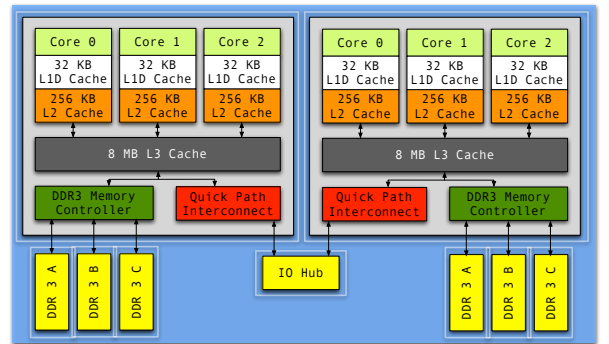 Core 0
Core 1
Core 2
32 KB
L1D Cache
32 KB
L1D Cache
32 KB
L1D Cache
256 KB
L2 Cache
256 KB
L2 Cache
256 KB
L2 Cache
8 MB L3 Cache
DDR3 Memory
Controller
Quick Path
Interconnect
DDR 3 A
DDR 3 B
DDR 3 C
Core 0
Core 1
Core 2
32 KB
L1D Cache
32 KB
L1D Cache
32 KB
L1D Cache
256 KB
L2 Cache
256 KB
L2 Cache
256 KB
L2 Cache
8 MB L3 Cache
Quick Path
Interconnect
DDR3 Memory
Controller
IO Hub
DDR 3 A
DDR 3 B
DDR 3 C